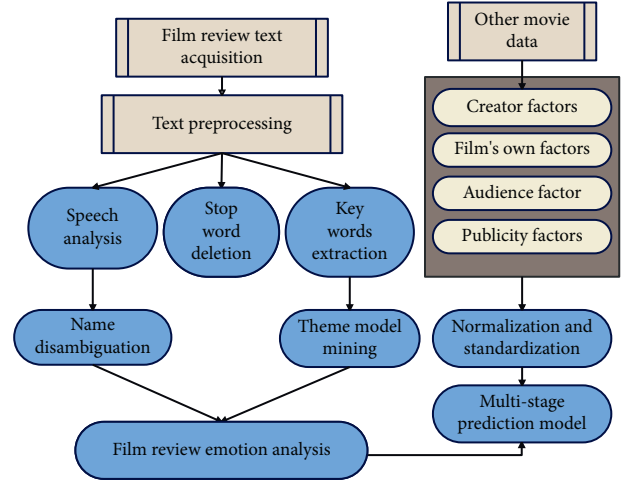 Film review text
acquisition
Text preprocessing
Speech
analysis
Stop
word
deletion
Key
words
extraction
Name
disambiguation
Theme model
mining
Film review emotion analysis
Other movie
data
Creator factors
Film's own factors
Audience factor
Publicity factors
Normalization and
standardization
Multi-stage
prediction model